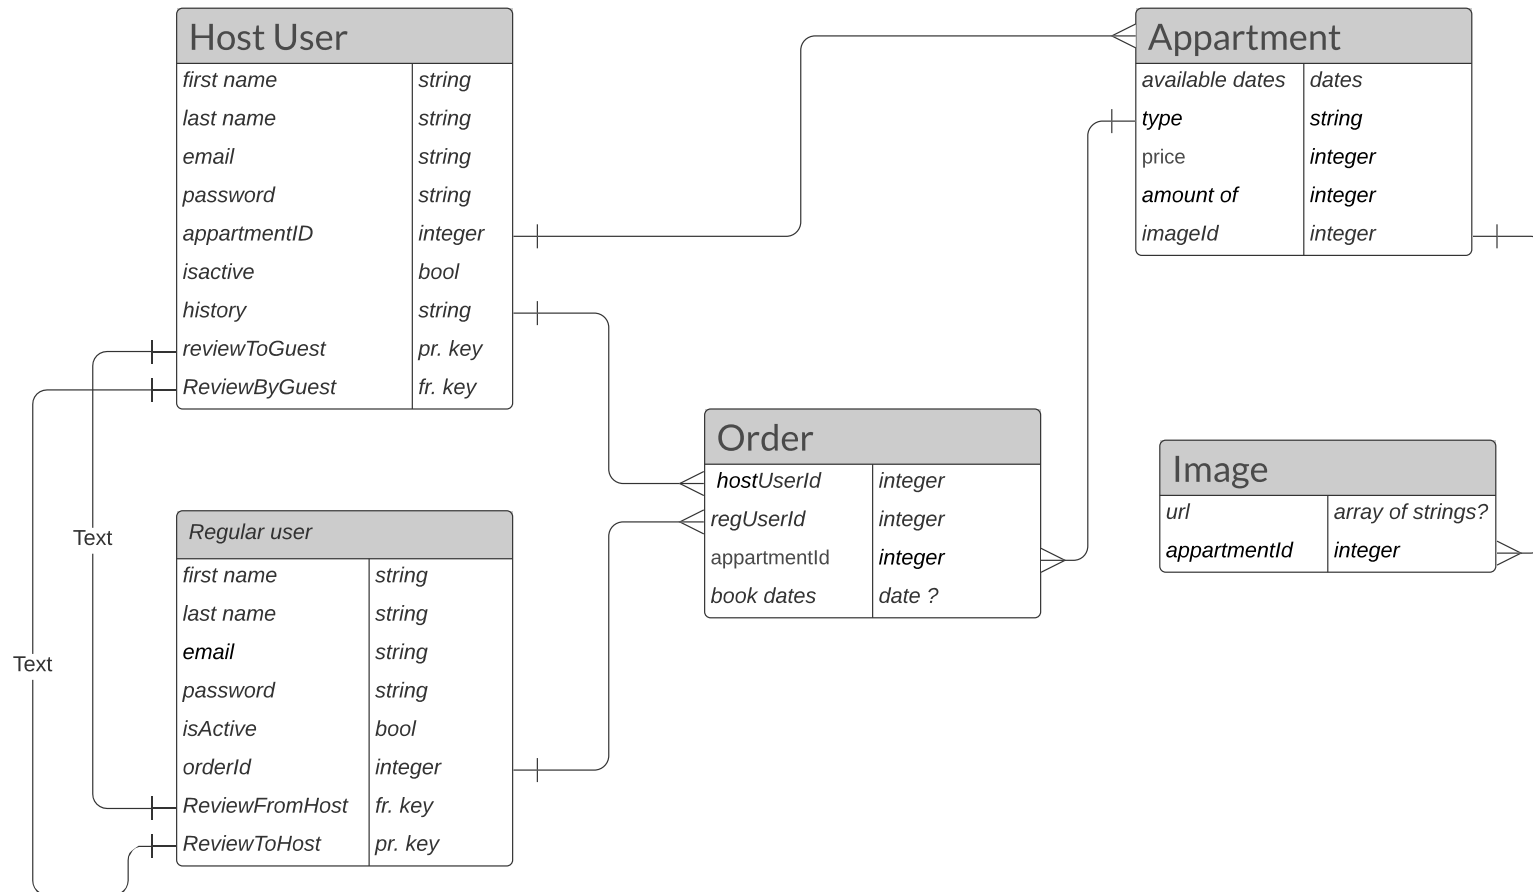 Host User
first name string
last name string
email string
password string
appartmentID integer
isactive bool
history string
reviewToGuest pr. key
ReviewByGuest fr. key
Appartment
available dates dates
type string
price integer
amount of integer
imageId integer
Order
hostUserId integer
regUserId integer
appartmentId integer
book dates date ?
Image
url array of strings?
appartmentId integer
Regular user
first name string
last name string
email string
password string
isActive bool
orderId integer
ReviewFromHost fr. key
ReviewToHost pr. key
Text
Text